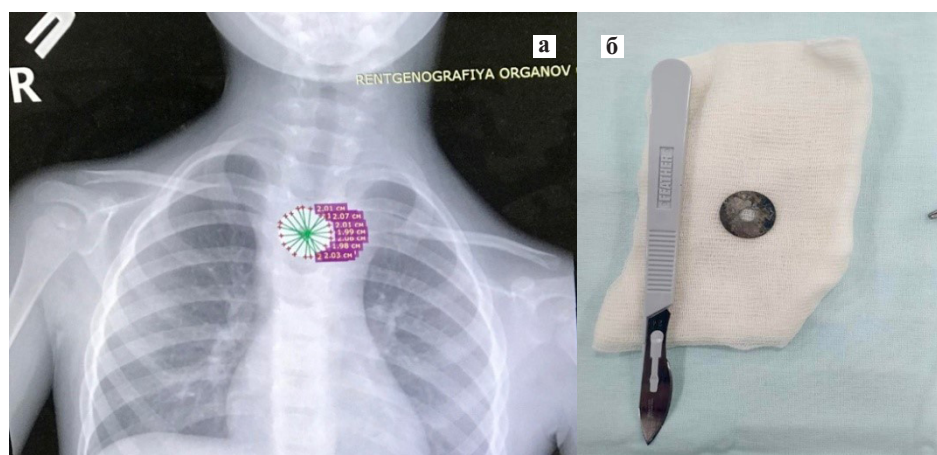 R
а
RENTGENOGRAFIYA ORGANOV
2.01 см
2.07 см
2.01 см
1.99 см
1.98 см
2.03 см
б
FEATHER